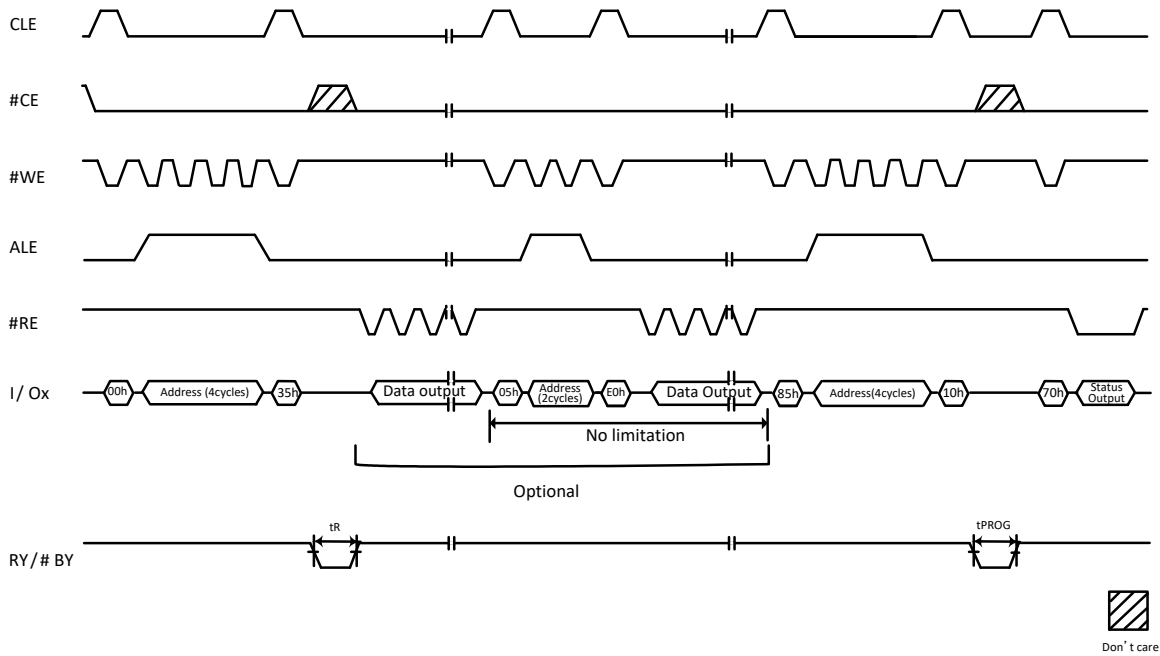 CLE
#CE
#WE
ALE
#RE
I/Ox 00h Address (4cycles) 35h Data output 05h Address (2cycles) E0h Data Output 85h Address(4cycles) 10h 70h Status Output
No limitation
Optional
tR tPROG
RY/# BY
Don't care